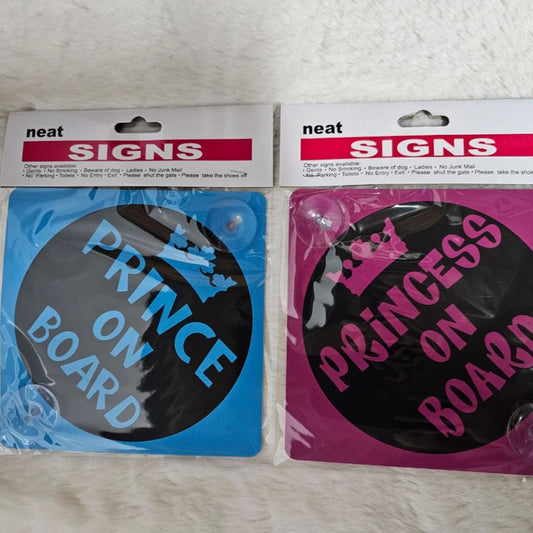 neat
SIGNS
Other signs available:
• Gents • No Smoking • Beware of dog • Ladies • No Junk Mail
• No Parking • Toilets • No Entry • Exit • Please shut the gate • Please take the shoes off
PRINCE
ON
BOARD
neat
SIGNS
Other signs available:
• Gents • No Smoking • Beware of dog • Ladies • No Junk Mail
• No Parking • Toilets • No Entry • Exit • Please shut the gate • Please take the shoes off
PRINCESS
ON
BOARD